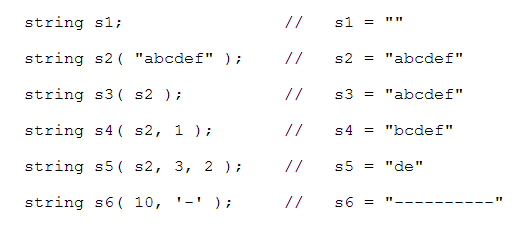 string s1; // s1 = ""
string s2( "abcdef" ); // s2 = "abcdef"
string s3( s2 ); // s3 = "abcdef"
string s4( s2, 1 ); // s4 = "bcdef"
string s5( s2, 3, 2 ); // s5 = "de"
string s6( 10, '-' ); // s6 = "----------"